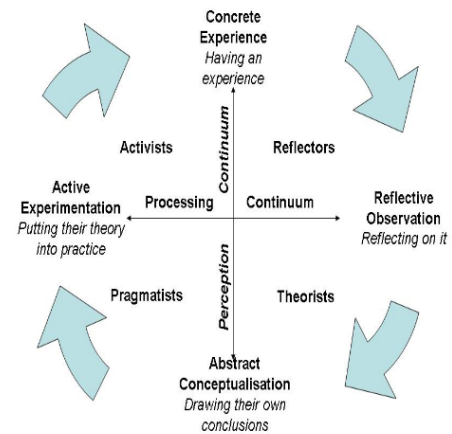 Concrete
Experience
Having an
experience
Activists
Reflectors
Continuum
Active
Experimentation
Putting their theory
into practice
Processing
Continuum
Reflective
Observation
Reflecting on it
Pragmatists
Theorists
Perception
Abstract
Conceptualisation
Drawing their own
conclusions